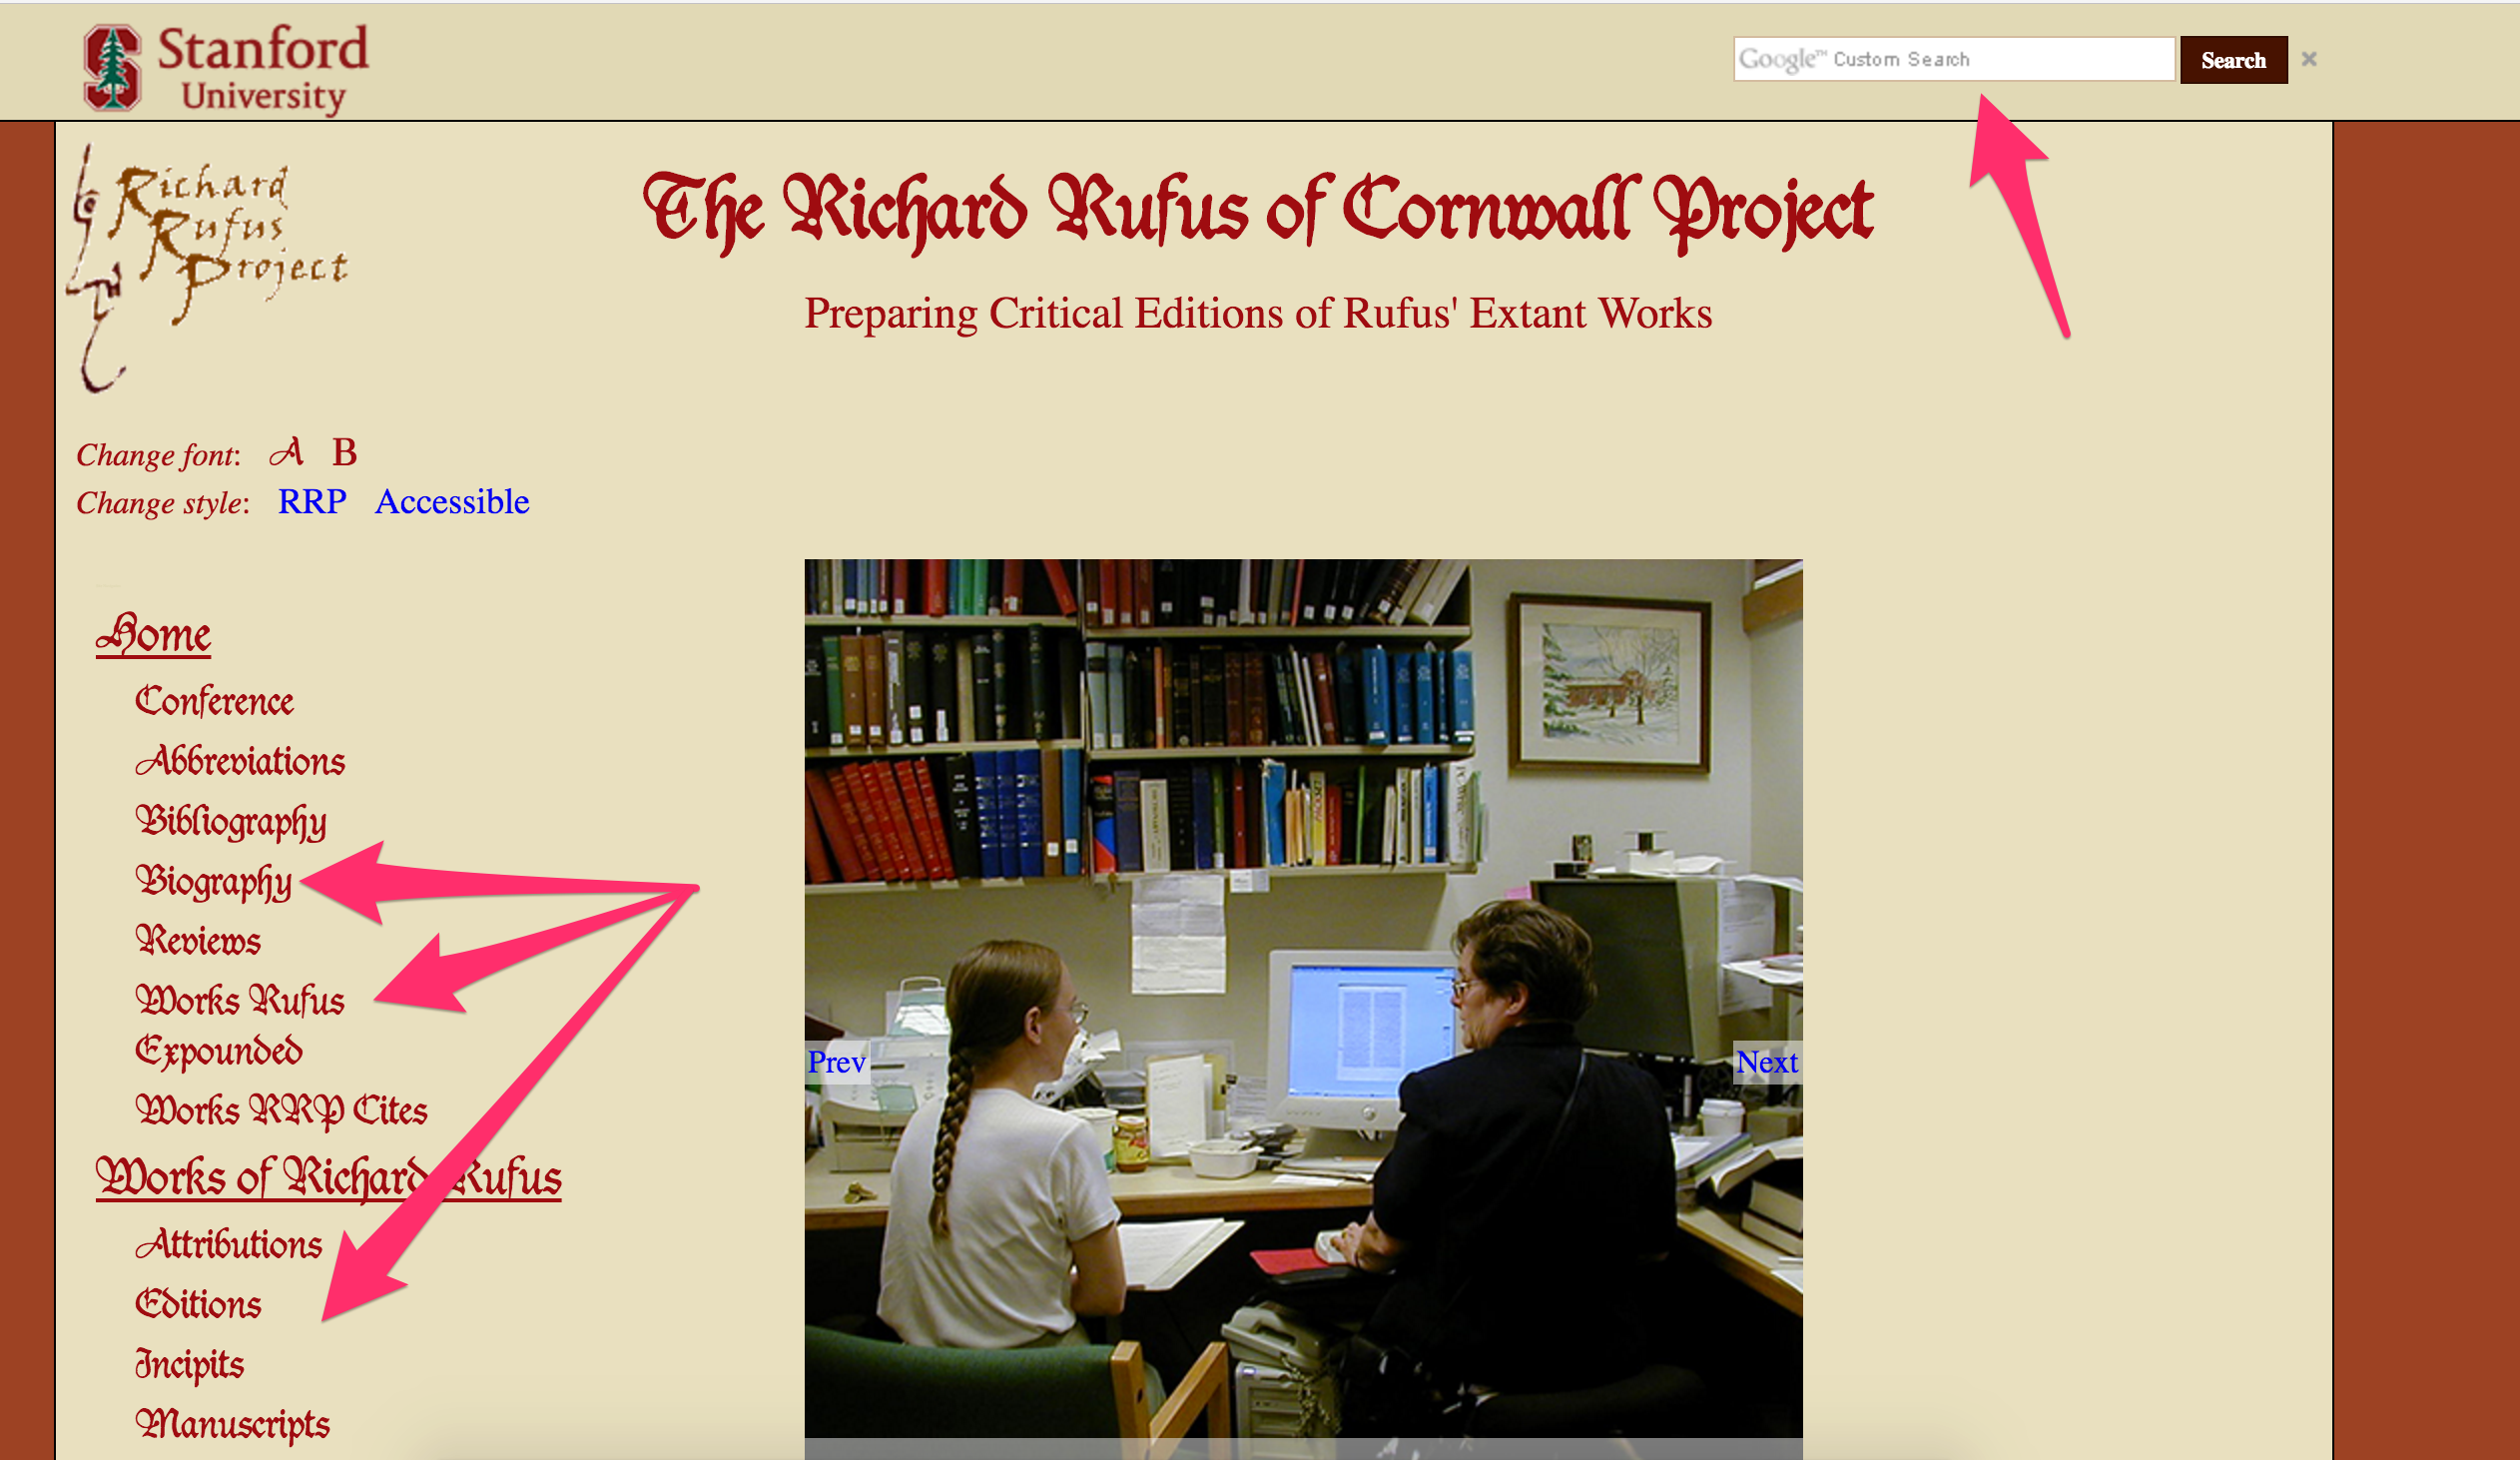 Stanford
University
Google™ Custom Search
Search
×
Richard
Rufus
Project
The Richard Rufus of Cornwall Project
Preparing Critical Editions of Rufus' Extant Works
Change font: A B
Change style: RRP Accessible
Home
Conference
Abbreviations
Bibliography
Biography
Reviews
Works Rufus
Expounded
Works RRP Cites
Works of Richard Rufus
Attributions
Editions
Incipits
Manuscripts
Prev
Next